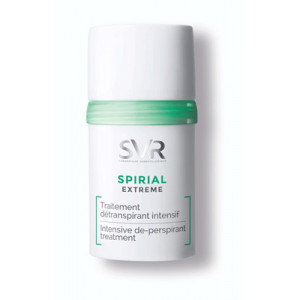 SVR
SPIRIAL
EXTREME
Traitement
détranspirant intensif
Intensive de-perspirant
treatment